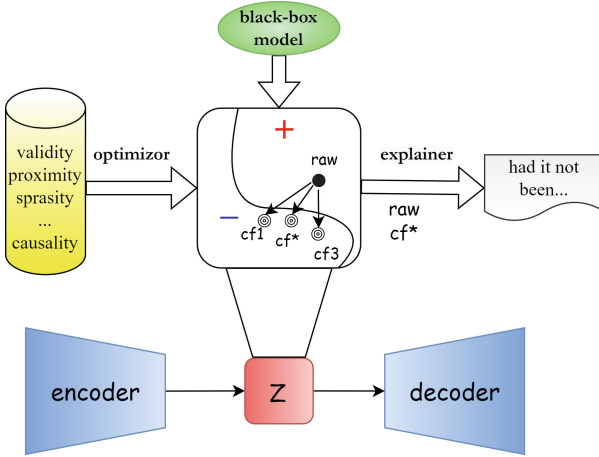 black-box
model
validity
proximity
sprasity
...
causality
optimizor
+
raw
−
cf1
cf*
cf3
explainer
raw
cf*
had it not
been...
encoder
Z
decoder